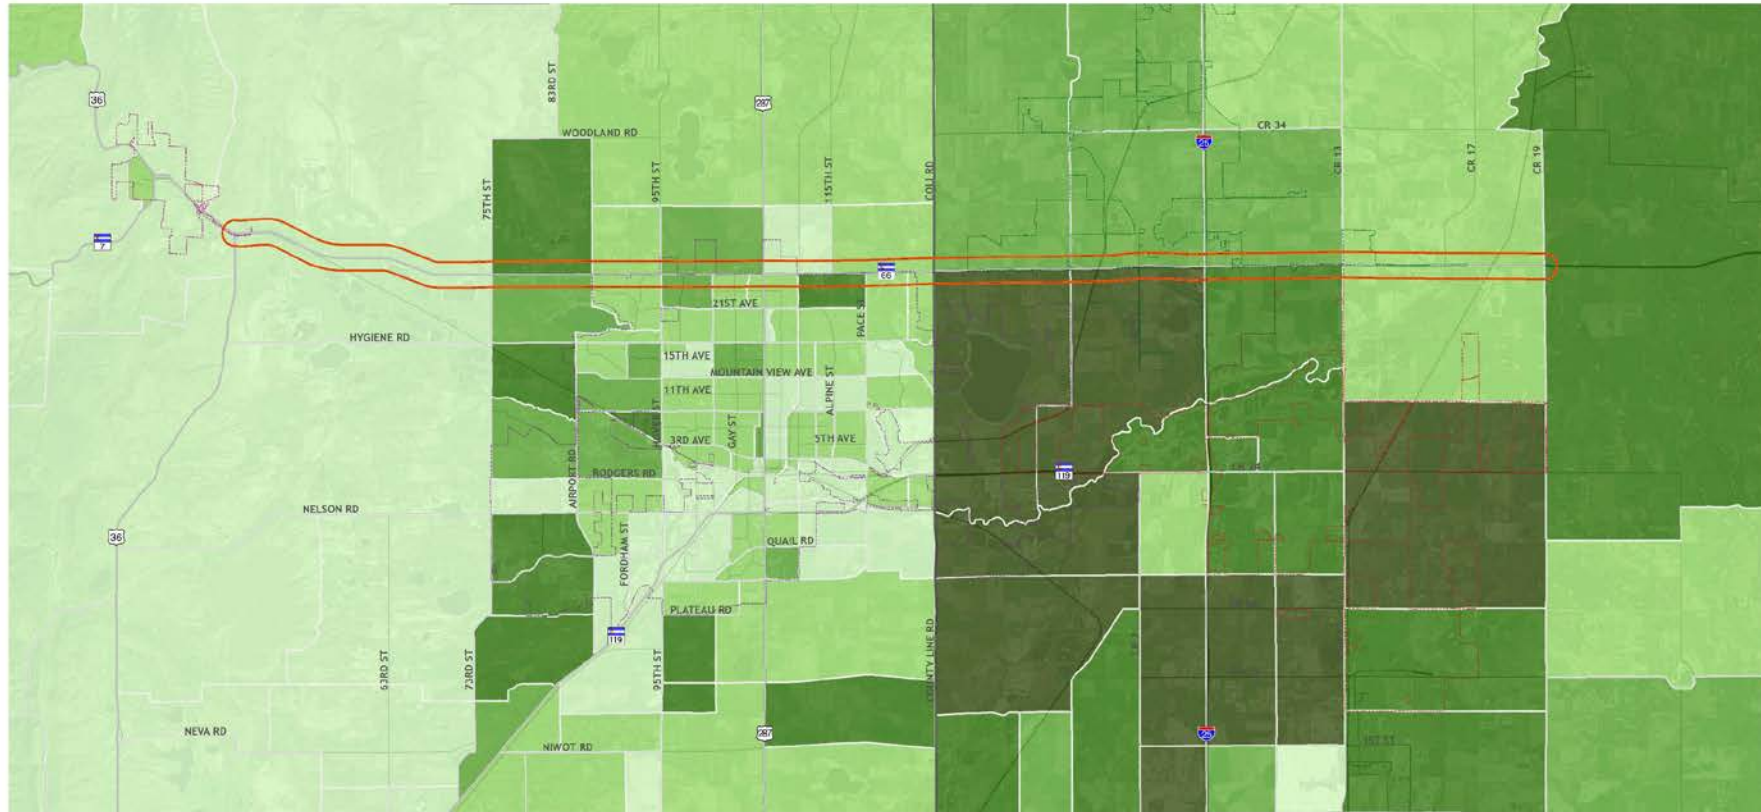 83RD ST
36
287
WOODLAND RD
CR 34
25
75TH ST
95TH ST
115TH ST
CR 13
CR 17
CR 19
7
66
21ST AVE
PACE ST
HYGIENE RD
15TH AVE
MOUNTAIN VIEW AVE
11TH AVE
ALPINE ST
GAY ST
3RD AVE
5TH AVE
AIRPORT RD
RODGERS RD
119
NELSON RD
36
FORDHAM ST
QUAIL RD
PLATEAU RD
119
63RD ST
73RD ST
95TH ST
COUNTY LINE RD
NEVA RD
NIWOT RD
287
25